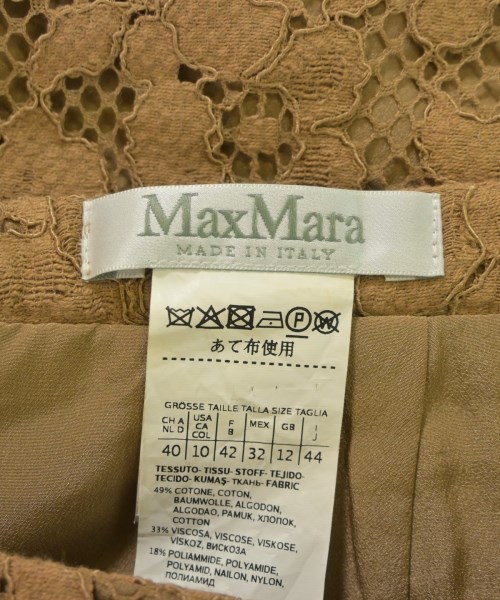 MaxMara
MADE IN ITALY
P W
あて布使用
GRÖSSE TAILLE TALLA SIZE TAGLIA
CH A NL D USA CA COL F B MEX GB I J
40 10 42 32 12 44
TESSUTO- TISSU- STOFF- TEJIDO-
TECIDO- KUMAŞ- ТКАНЬ- FABRIC
49% COTONE, COTON,
BAUMWOLLE, ALGODON,
ALGODAO, PAMUK, ХЛОПОК,
COTTON
33% VISCOSA, VISCOSE, VISKOSE,
VISKOZ, ВИСКОЗА
18% POLIAMMIDE, POLYAMIDE,
POLYAMID, NAILON, NYLON,
ПОЛИАМИД